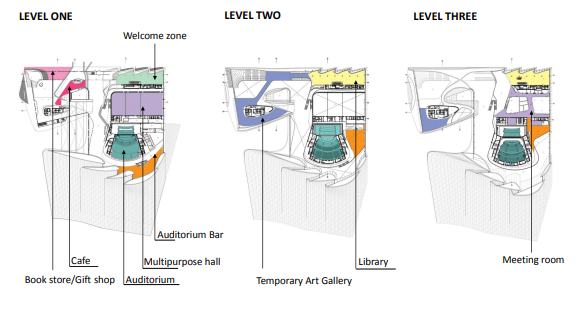 LEVEL ONE
LEVEL TWO
LEVEL THREE
Welcome zone
Auditorium Bar
Cafe
Multipurpose hall
Library
Meeting room
Book store/Gift shop
Auditorium
Temporary Art Gallery